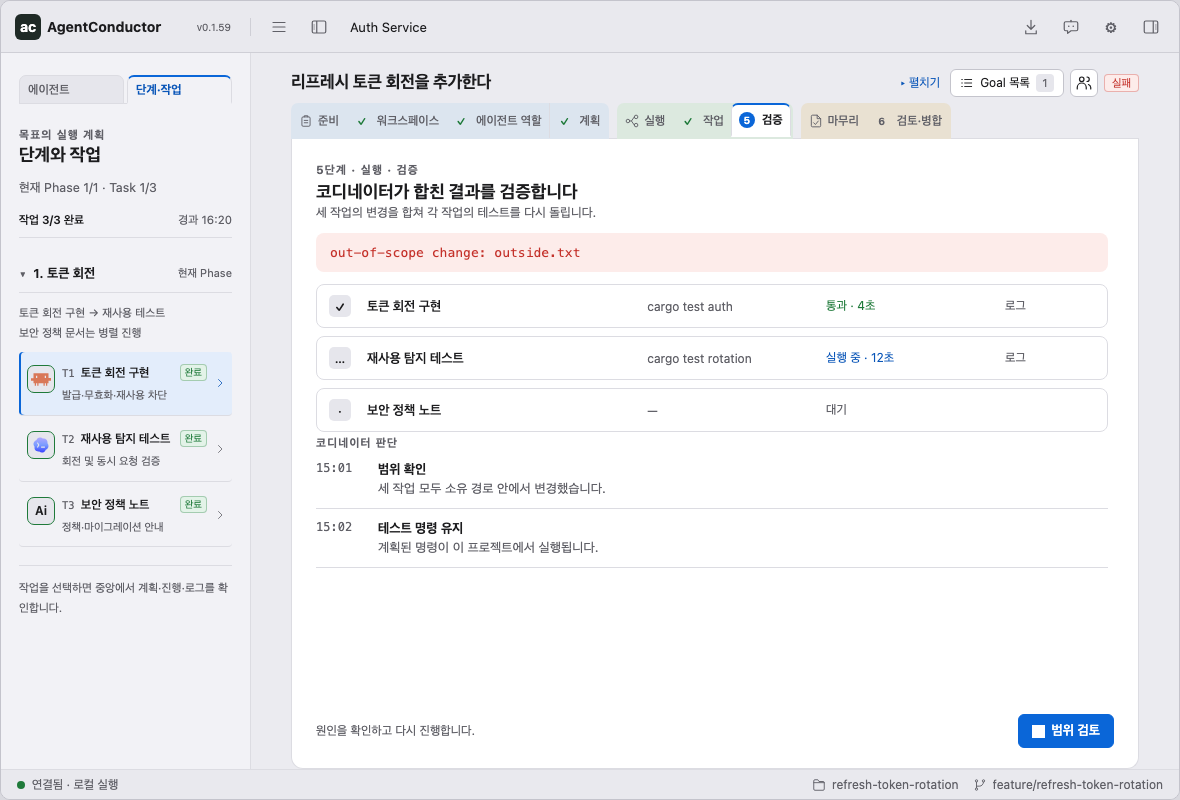 ac AgentConductor v0.1.59 Auth Service
에이전트 단계·작업
목표의 실행 계획
단계와 작업
현재 Phase 1/1 · Task 1/3
작업 3/3 완료 경과 16:20
▾ 1. 토큰 회전 현재 Phase
토큰 회전 구현 → 재사용 테스트
보안 정책 문서는 병렬 진행
T1 토큰 회전 구현 완료
발급·무효화·재사용 차단
T2 재사용 탐지 테스트 완료
회전 및 동시 요청 검증
Ai T3 보안 정책 노트 완료
정책·마이그레이션 안내
작업을 선택하면 중앙에서 계획·진행·로그를 확
인합니다.
리프레시 토큰 회전을 추가한다 ▸ 펼치기 Goal 목록 1 실패
준비 ✓ 워크스페이스 ✓ 에이전트 역할 ✓ 계획 실행 ✓ 작업 5 검증 마무리 6 검토·병합
5단계 · 실행 · 검증
코디네이터가 합친 결과를 검증합니다
세 작업의 변경을 합쳐 각 작업의 테스트를 다시 돌립니다.
out-of-scope change: outside.txt
✓ 토큰 회전 구현 cargo test auth 통과 · 4초 로그
… 재사용 탐지 테스트 cargo test rotation 실행 중 · 12초 로그
· 보안 정책 노트 — 대기
코디네이터 판단
15:01 범위 확인
세 작업 모두 소유 경로 안에서 변경했습니다.
15:02 테스트 명령 유지
계획된 명령이 이 프로젝트에서 실행됩니다.
원인을 확인하고 다시 진행합니다. 범위 검토
연결됨 · 로컬 실행 refresh-token-rotation feature/refresh-token-rotation